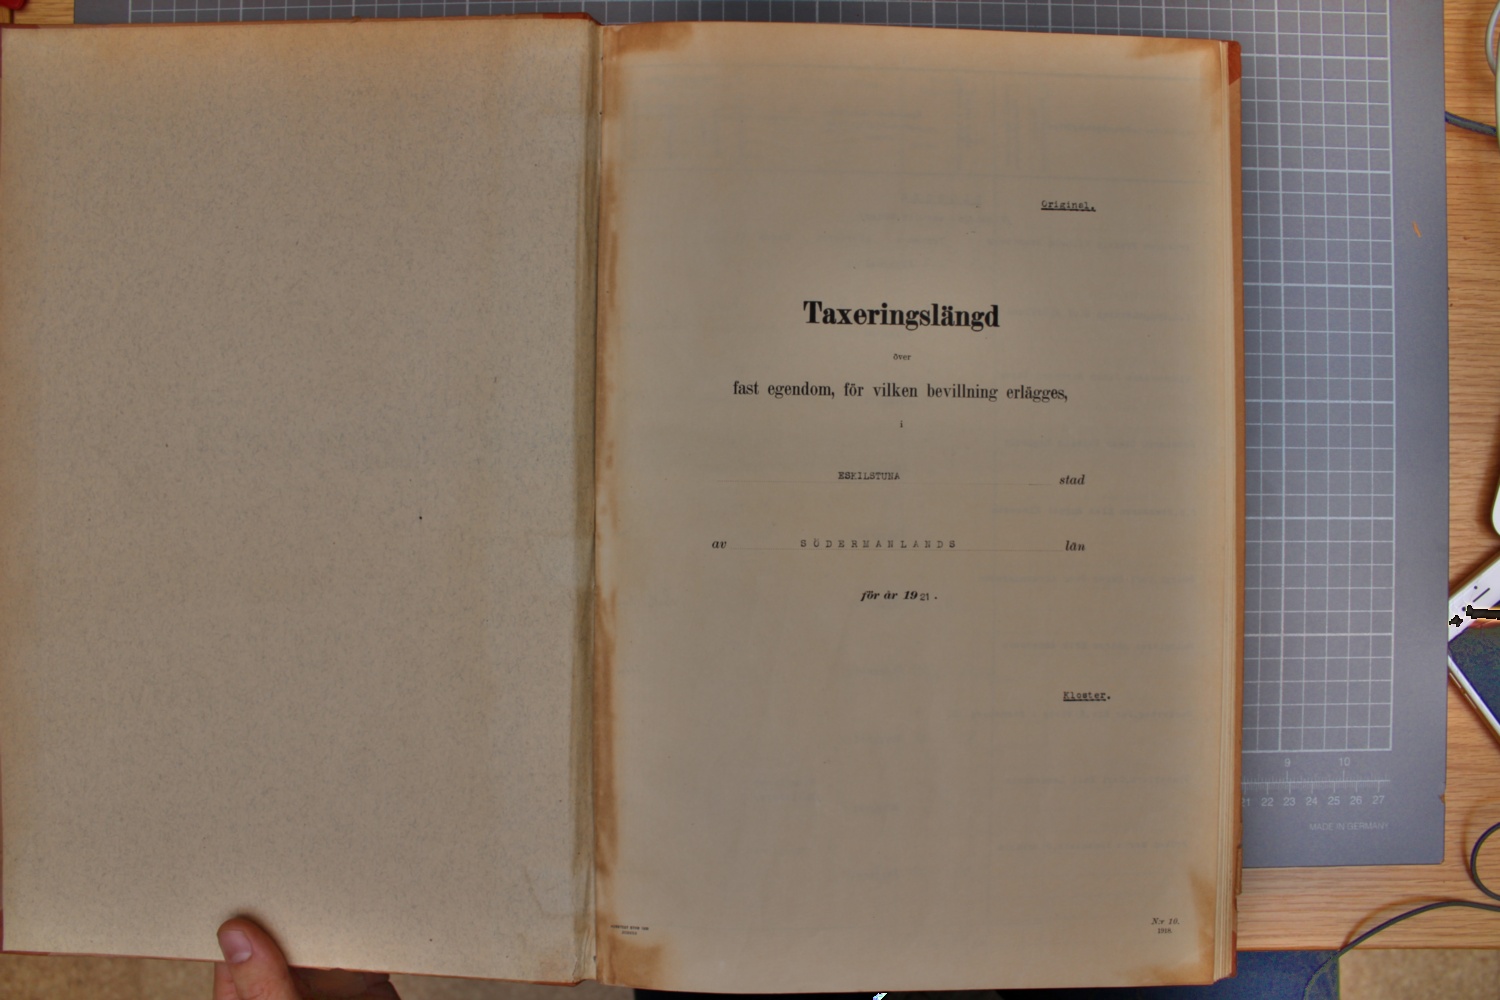 Original.
Taxeringslängd
över
fast egendom, för vilken bevillning erlägges,
i
ESKILSTUNA stad
av SÖDERMANLANDS län
för år 1921.
Kloster.
N:r 10.
1918.
9 10
21 22 23 24 25 26 27
MADE IN GERMANY